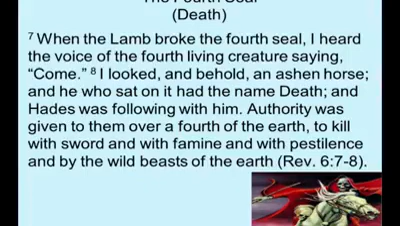 The Fourth Seal
(Death)
7 When the Lamb broke the fourth seal, I heard
the voice of the fourth living creature saying,
“Come.” 8 I looked, and behold, an ashen horse;
and he who sat on it had the name Death; and
Hades was following with him. Authority was
given to them over a fourth of the earth, to kill
with sword and with famine and with pestilence
and by the wild beasts of the earth (Rev. 6:7-8).